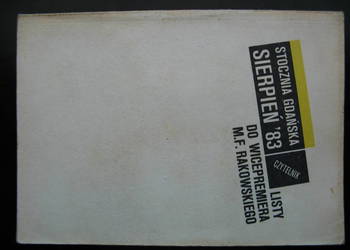 STOCZNIA GDAŃSKA
SIERPIEŃ '83
CZYTELNIK
LISTY
DO WICEPREMIERA
M.F. RAKOWSKIEGO